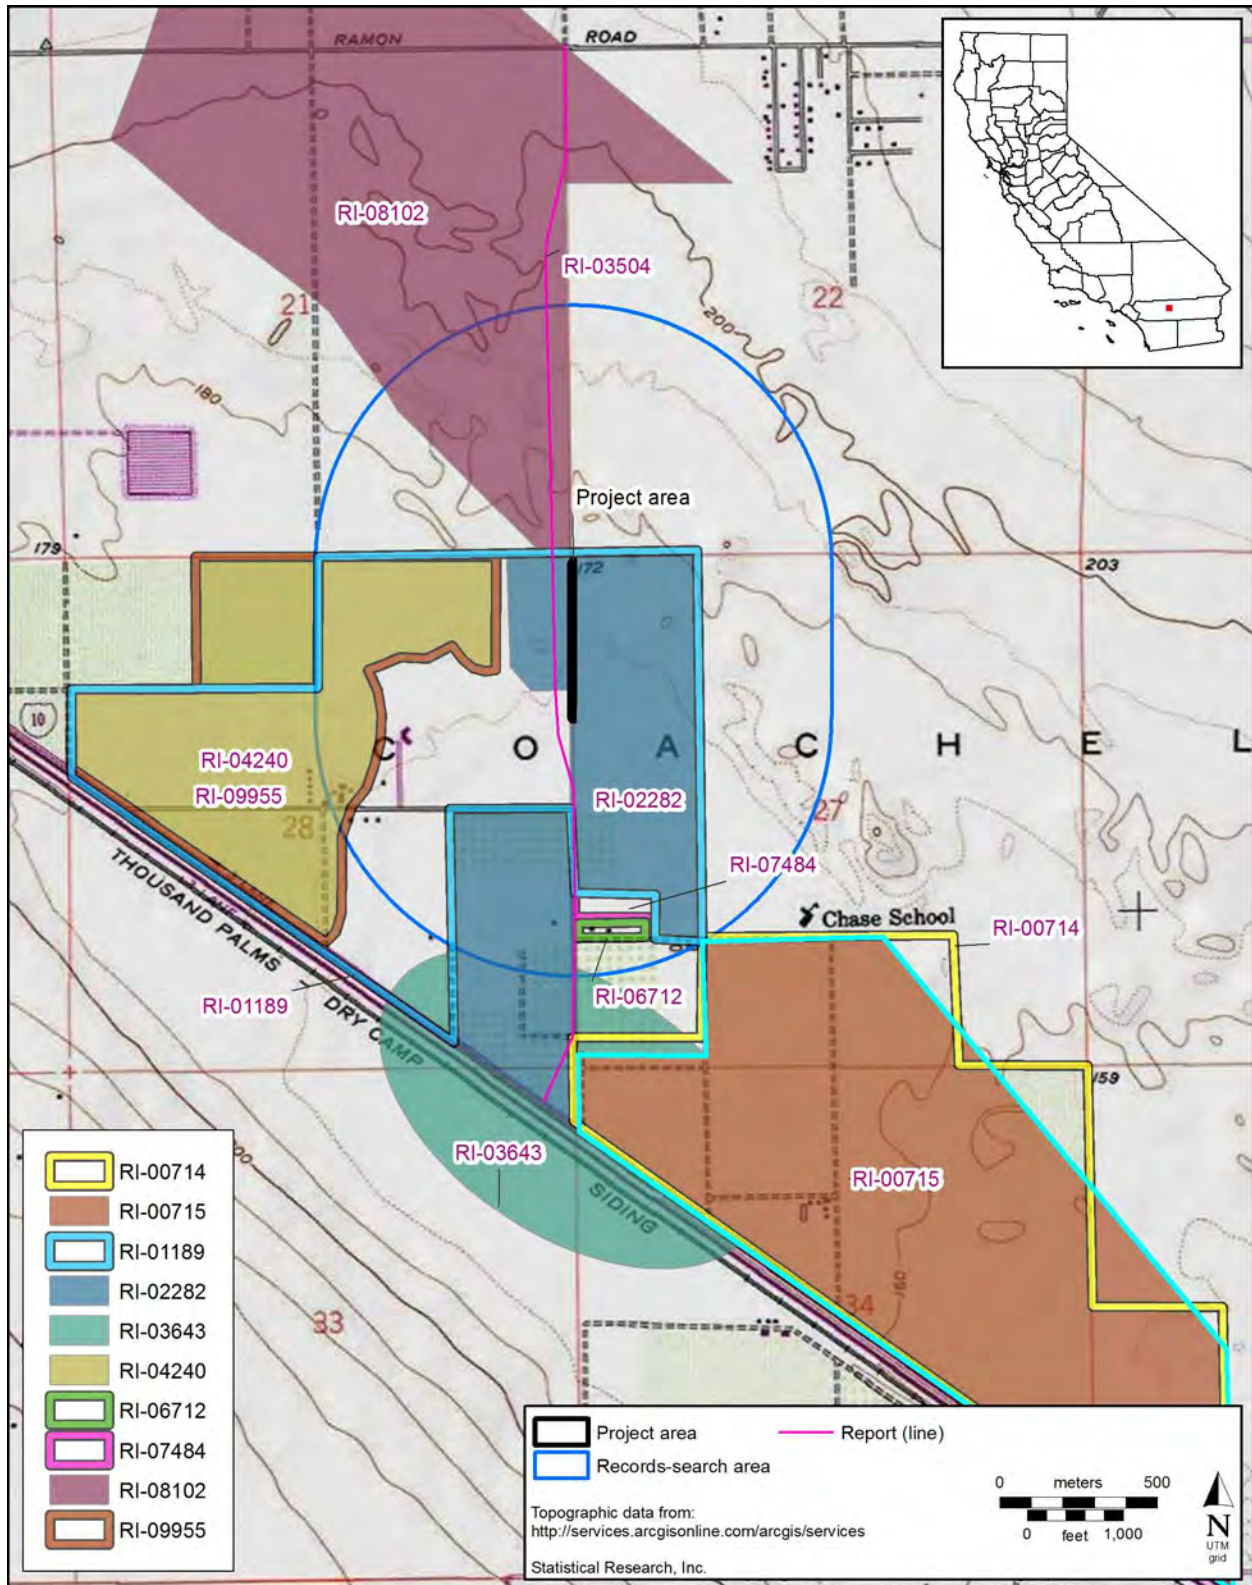 RAMON ROAD
RI-08102
RI-03504
21
22
200
180
Project area
179
172
203
10
C O A C H E L
RI-04240
RI-09955
RI-02282
28
27
RI-07484
THOUSAND PALMS
Chase School
RI-00714
RI-01189
RI-06712
DRY CAMP
159
RI-03643
RI-00715
SIDING
160
34
33
RI-00714
RI-00715
RI-01189
RI-02282
RI-03643
RI-04240
RI-06712
RI-07484
RI-08102
RI-09955
Project area
Report (line)
Records-search area
0 meters 500
0 feet 1,000
Topographic data from:
http://services.arcgisonline.com/arcgis/services
Statistical Research, Inc.
N
UTM
grid